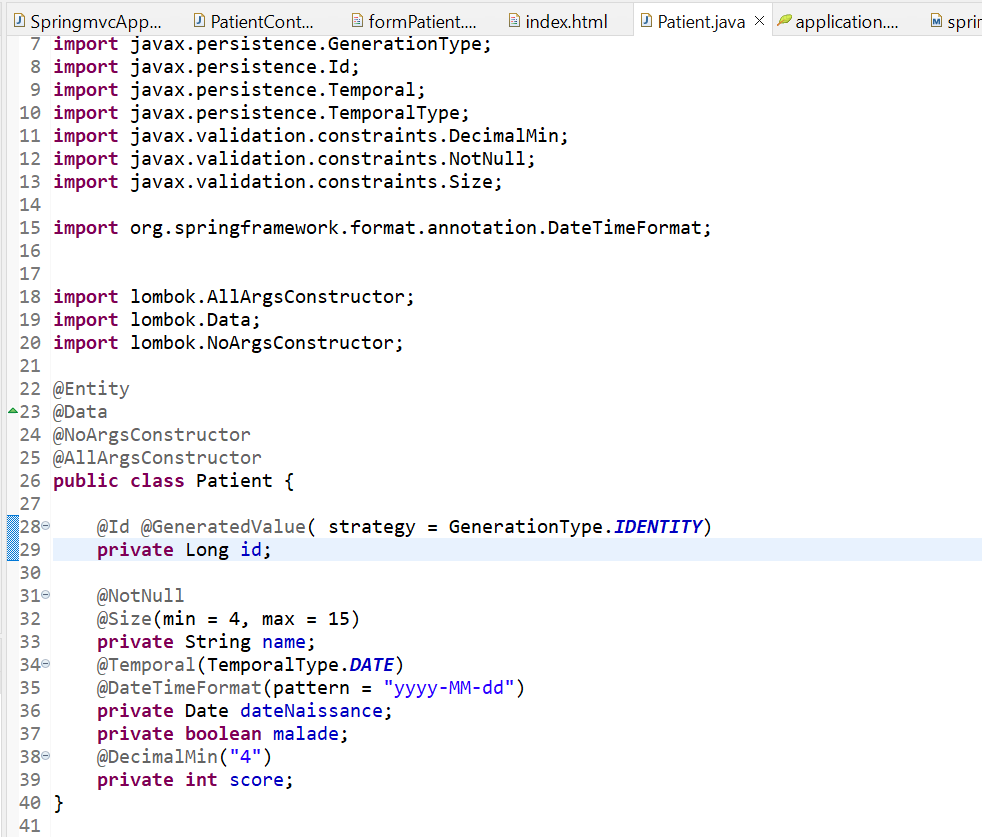 SpringmvcApp... PatientCont... formPatient.... index.html Patient.java application.... sprin
7 import javax.persistence.GenerationType;
8 import javax.persistence.Id;
9 import javax.persistence.Temporal;
10 import javax.persistence.TemporalType;
11 import javax.validation.constraints.DecimalMin;
12 import javax.validation.constraints.NotNull;
13 import javax.validation.constraints.Size;
14
15 import org.springframework.format.annotation.DateTimeFormat;
16
17
18 import lombok.AllArgsConstructor;
19 import lombok.Data;
20 import lombok.NoArgsConstructor;
21
22 @Entity
23 @Data
24 @NoArgsConstructor
25 @AllArgsConstructor
26 public class Patient {
27
28 @Id @GeneratedValue( strategy = GenerationType.IDENTITY)
29 private Long id;
30
31 @NotNull
32 @Size(min = 4, max = 15)
33 private String name;
34 @Temporal(TemporalType.DATE)
35 @DateTimeFormat(pattern = "yyyy-MM-dd")
36 private Date dateNaissance;
37 private boolean malade;
38 @DecimalMin("4")
39 private int score;
40 }
41